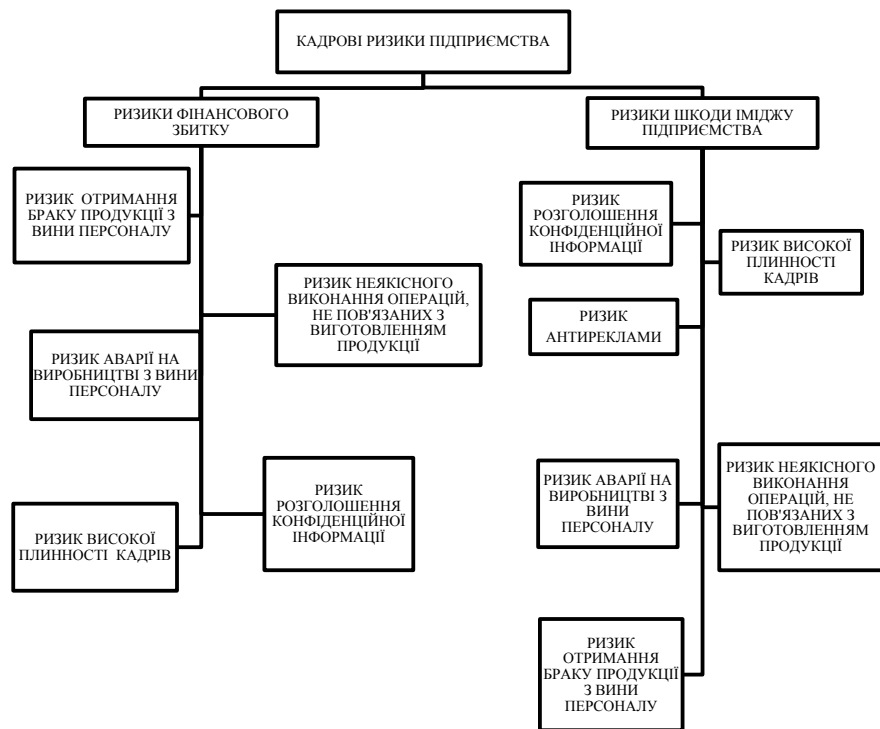 КАДРОВІ РИЗИКИ ПІДПРИЄМСТВА
РИЗИКИ ФІНАНСОВОГО
ЗБИТКУ
РИЗИК ОТРИМАННЯ
БРАКУ ПРОДУКЦІЇ З
ВИНИ ПЕРСОНАЛУ
РИЗИК НЕЯКІСНОГО
ВИКОНАННЯ ОПЕРАЦІЙ,
НЕ ПОВ'ЯЗАНИХ З
ВИГОТОВЛЕННЯМ
ПРОДУКЦІЇ
РИЗИК АВАРІЇ НА
ВИРОБНИЦТВІ З ВИНИ
ПЕРСОНАЛУ
РИЗИК
РОЗГОЛОШЕННЯ
КОНФІДЕНЦІЙНОЇ
ІНФОРМАЦІЇ
РИЗИК ВИСОКОЇ
ПЛИННОСТІ КАДРІВ
РИЗИКИ ШКОДИ ІМІДЖУ
ПІДПРИЄМСТВА
РИЗИК
РОЗГОЛОШЕННЯ
КОНФІДЕНЦІЙНОЇ
ІНФОРМАЦІЇ
РИЗИК ВИСОКОЇ
ПЛИННОСТІ
КАДРІВ
РИЗИК
АНТИРЕКЛАМИ
РИЗИК АВАРІЇ НА
ВИРОБНИЦТВІ З
ВИНИ
ПЕРСОНАЛУ
РИЗИК НЕЯКІСНОГО
ВИКОНАННЯ
ОПЕРАЦІЙ, НЕ
ПОВ'ЯЗАНИХ З
ВИГОТОВЛЕННЯМ
ПРОДУКЦІЇ
РИЗИК
ОТРИМАННЯ
БРАКУ ПРОДУКЦІЇ
З ВИНИ
ПЕРСОНАЛУ